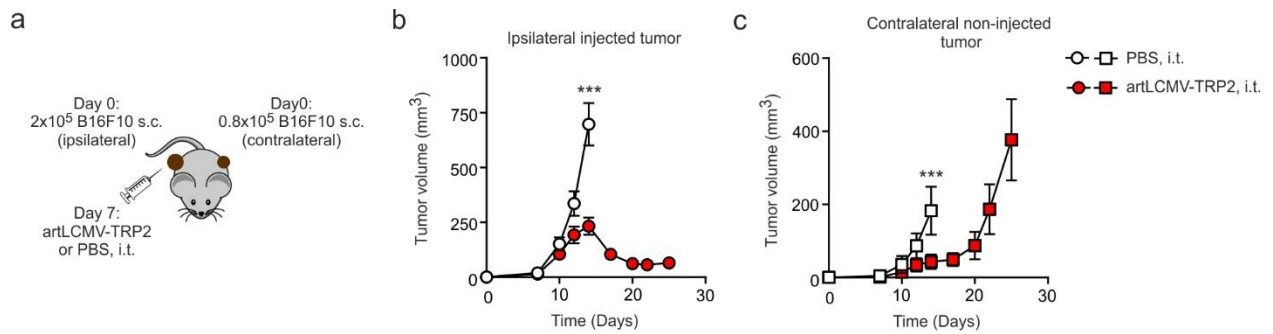 a
Day 0:
2x10⁵ B16F10 s.c.
(ipsilateral)
Day0:
0.8x10⁵ B16F10 s.c.
(contralateral)
Day 7:
artLCMV-TRP2
or PBS, i.t.
b
Ipsilateral injected tumor
Tumor volume (mm³)
1000
750
500
250
0
***
0
10
20
30
Time (Days)
c
Contralateral non-injected
tumor
Tumor volume (mm³)
600
400
200
0
***
0
10
20
30
Time (Days)
PBS, i.t.
artLCMV-TRP2, i.t.